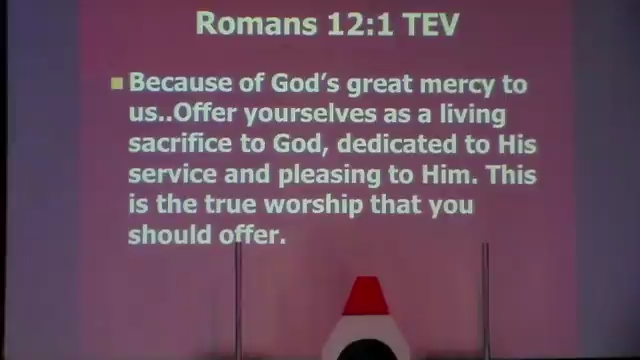 Romans 12:1 TEV
Because of God's great mercy to
us..Offer yourselves as a living
sacrifice to God, dedicated to His
service and pleasing to Him. This
is the true worship that you
should offer.